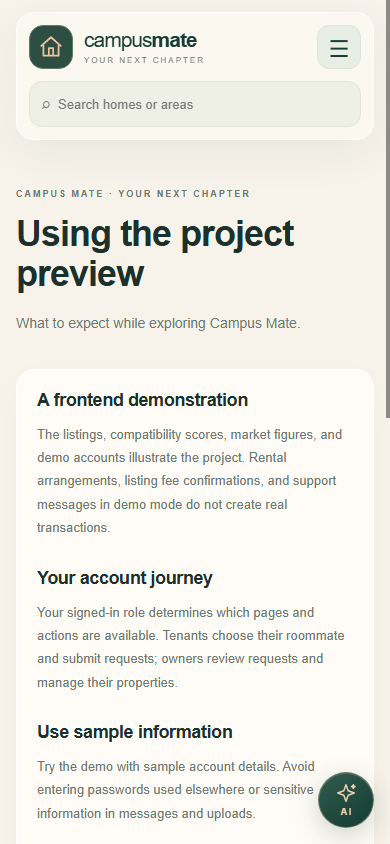 campusmate
YOUR NEXT CHAPTER
Search homes or areas
CAMPUS MATE · YOUR NEXT CHAPTER
Using the project
preview
What to expect while exploring Campus Mate.
A frontend demonstration
The listings, compatibility scores, market figures, and
demo accounts illustrate the project. Rental
arrangements, listing fee confirmations, and support
messages in demo mode do not create real
transactions.
Your account journey
Your signed-in role determines which pages and
actions are available. Tenants choose their roommate
and submit requests; owners review requests and
manage their properties.
Use sample information
Try the demo with sample account details. Avoid
entering passwords used elsewhere or sensitive
information in messages and uploads.
AI